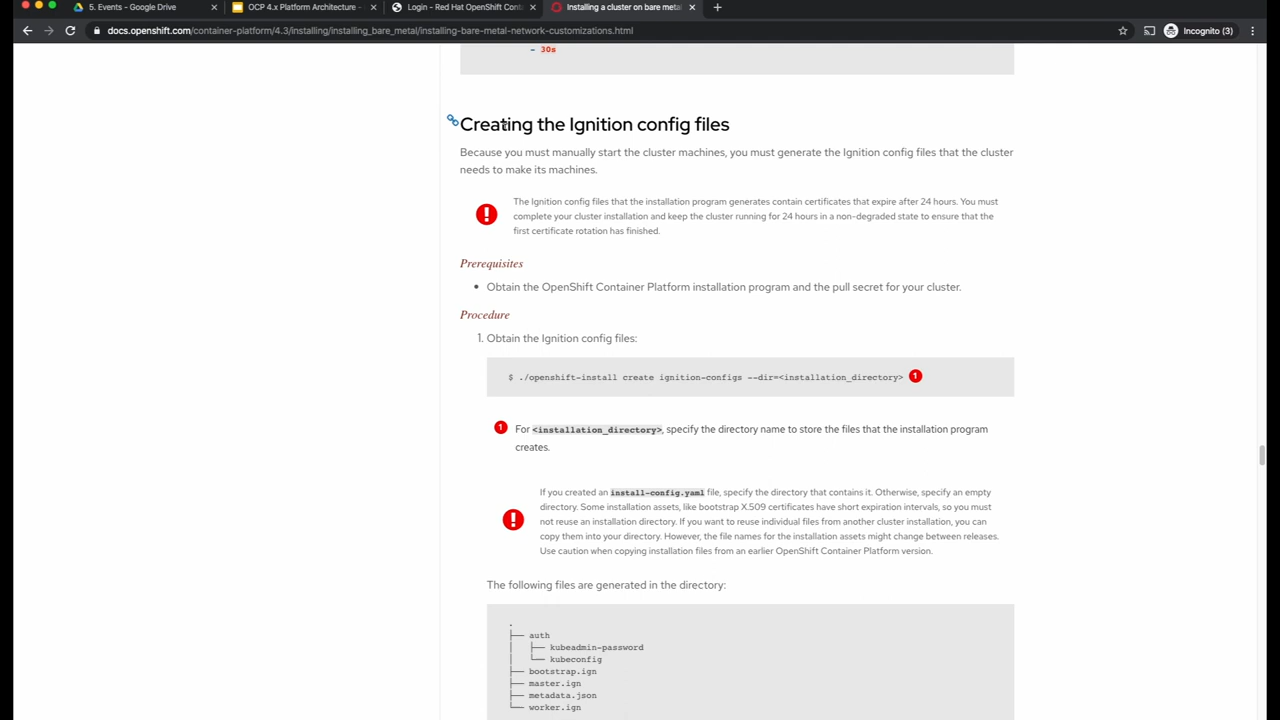 5. Events - Google Drive
OCP 4.x Platform Architecture -
Login - Red Hat OpenShift Cont
Installing a cluster on bare metal
docs.openshift.com/container-platform/4.3/installing/installing_bare_metal/installing-bare-metal-network-customizations.html
Incognito (3)
- 30s
Creating the Ignition config files
Because you must manually start the cluster machines, you must generate the Ignition config files that the cluster
needs to make its machines.
The Ignition config files that the installation program generates contain certificates that expire after 24 hours. You must
complete your cluster installation and keep the cluster running for 24 hours in a non-degraded state to ensure that the
first certificate rotation has finished.
Prerequisites
• Obtain the OpenShift Container Platform installation program and the pull secret for your cluster.
Procedure
1. Obtain the Ignition config files:
$ ./openshift-install create ignition-configs --dir=<installation_directory> 1
1 For <installation_directory>, specify the directory name to store the files that the installation program
creates.
If you created an install-config.yaml file, specify the directory that contains it. Otherwise, specify an empty
directory. Some installation assets, like bootstrap X.509 certificates have short expiration intervals, so you must
not reuse an installation directory. If you want to reuse individual files from another cluster installation, you can
copy them into your directory. However, the file names for the installation assets might change between releases.
Use caution when copying installation files from an earlier OpenShift Container Platform version.
The following files are generated in the directory:
.
├── auth
│   ├── kubeadmin-password
│   └── kubeconfig
├── bootstrap.ign
├── master.ign
├── metadata.json
└── worker.ign